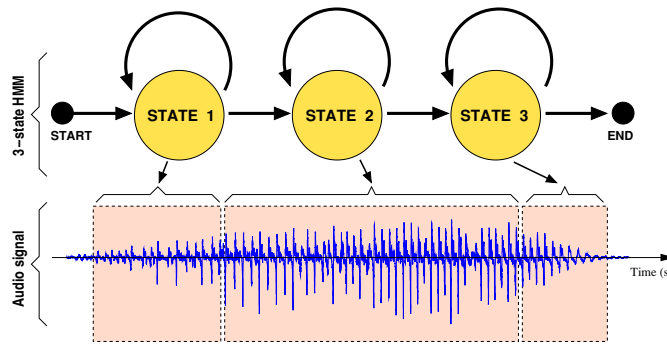 3-state HMM
START
STATE 1
STATE 2
STATE 3
END
Audio signal
Time (s